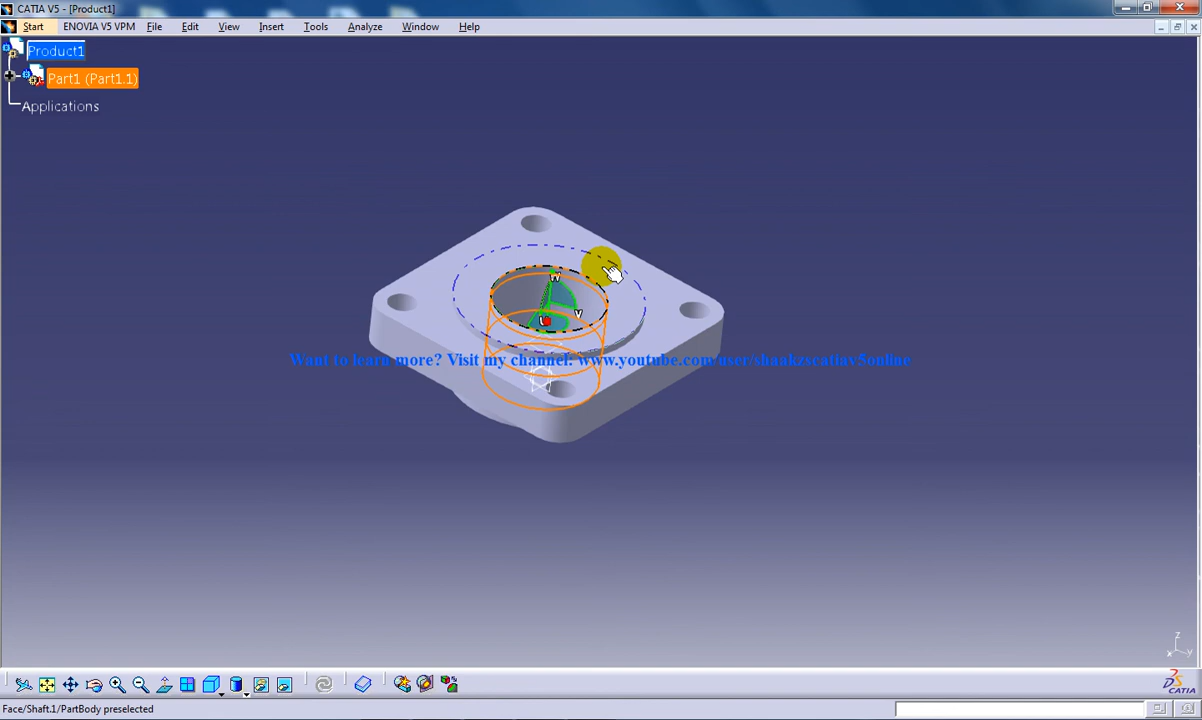 CATIA V5 - [Product1]
Start ENOVIA V5 VPM File Edit View Insert Tools Analyze Window Help
Product1
Part1 (Part1.1)
Applications
Want to learn more? Visit my channel: www.youtube.com/user/shaakzscattav5online
Face/Shaft.1/PartBody preselected
CATIA